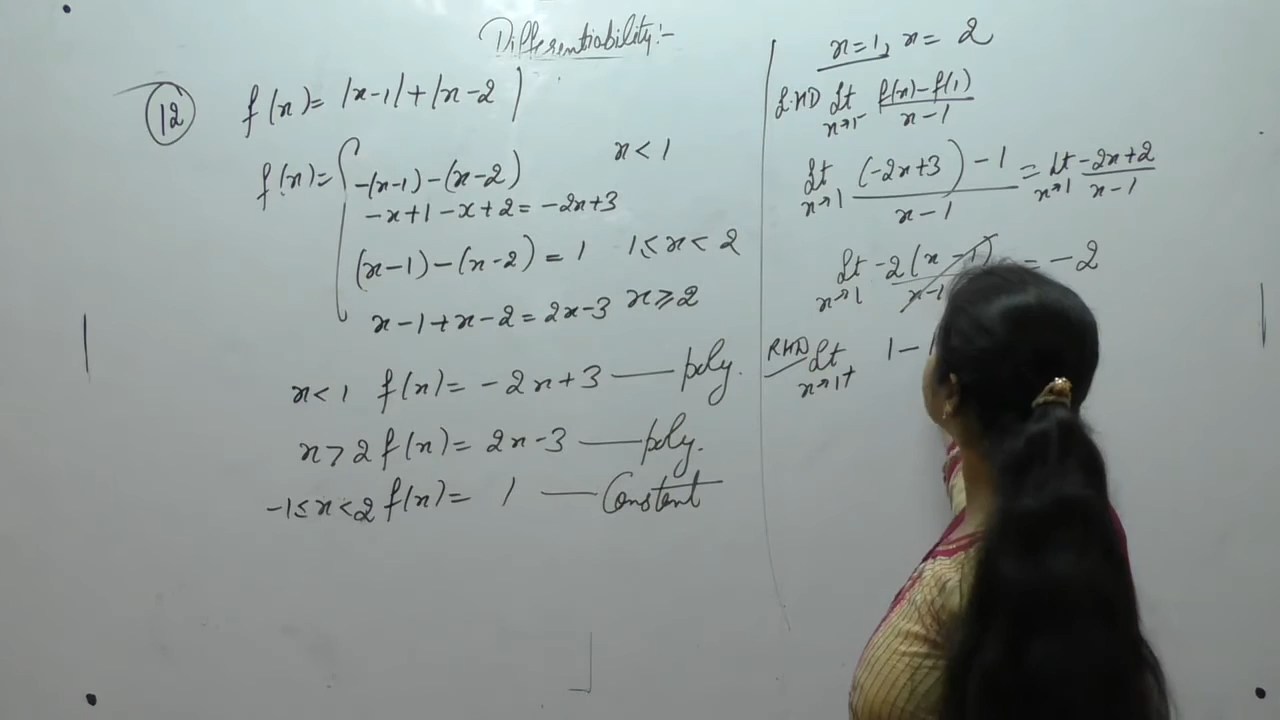 Differentiability:-
12 f(x)= |x-1|+|x-2|
f(x)= { -(x-1)-(x-2) x<1
-x+1-x+2=-2x+3
(x-1)-(x-2)=1 1≤x<2
x-1+x-2=2x-3 x≥2
x<1 f(x)=-2x+3 — poly.
x>2 f(x)=2x-3 — poly.
-1≤x<2 f(x)= 1 — Constant
x=1, x=2
L.HD Lt x→1- f(x)-f(1) / x-1
Lt x→1 (-2x+3)-1 / x-1 = Lt x→1 -2x+2 / x-1
Lt x→1 -2(x-1) / x-1 = -2
RHD Lt x→1+ 1-